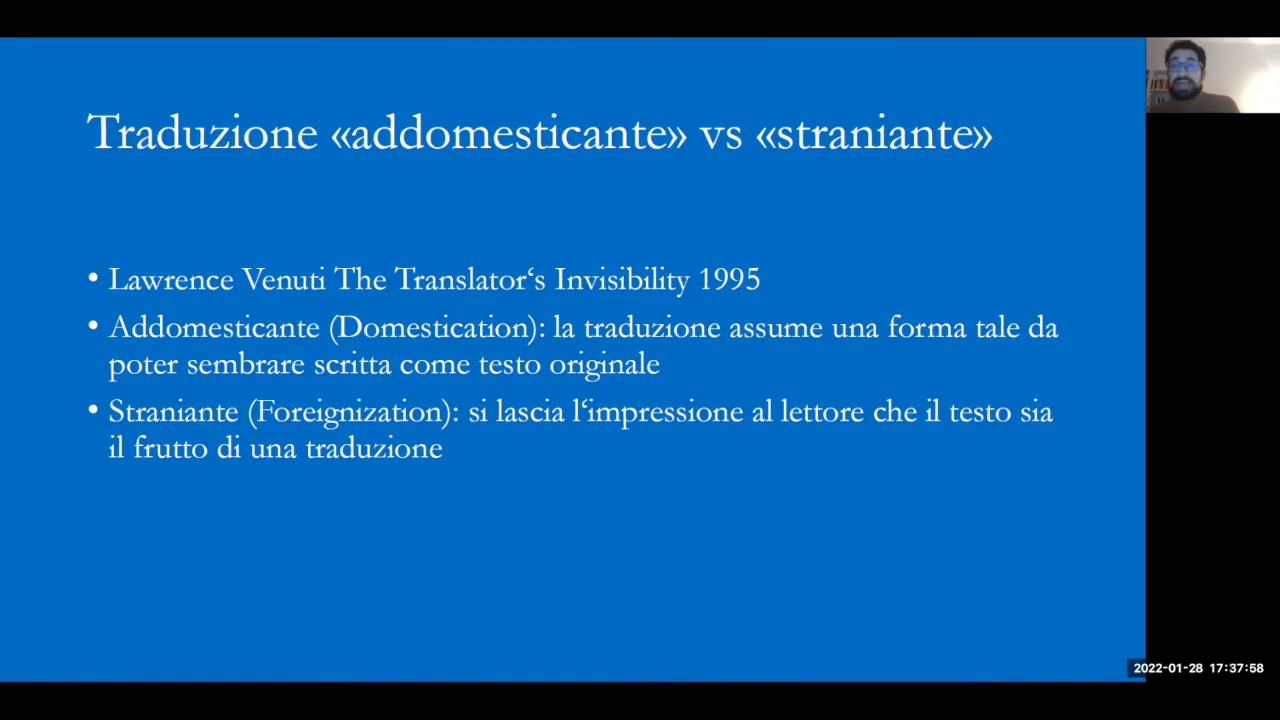 Traduzione «addomesticante» vs «straniante»
• Lawrence Venuti The Translator‘s Invisibility 1995
• Addomesticante (Domestication): la traduzione assume una forma tale da
poter sembrare scritta come testo originale
• Straniante (Foreignization): si lascia l‘impressione al lettore che il testo sia
il frutto di una traduzione
2022-01-28 17:37:58